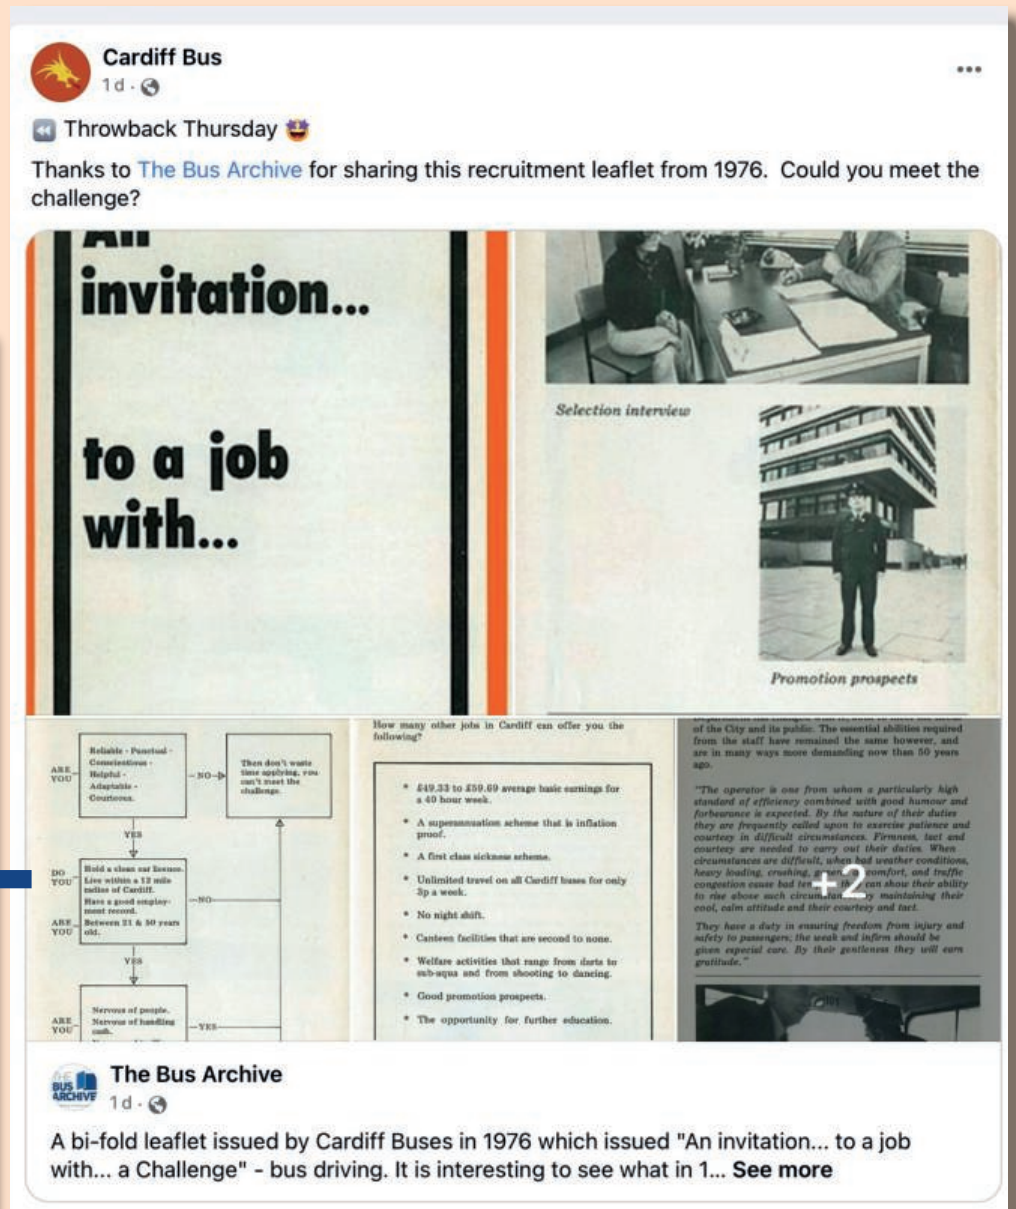 Cardiff Bus
1d ·
Throwback Thursday
Thanks to The Bus Archive for sharing this recruitment leaflet from 1976. Could you meet the
challenge?
An
invitation...
to a job
with...
Selection interview
Promotion prospects
ARE
YOU
Reliable - Punctual -
Conscientious -
Helpful -
Adaptable -
Courteous.
NO
Then don't waste
time applying, you
can't meet the
challenge.
YES
DO
YOU
Hold a clean car licence.
Live within a 12 mile
radius of Cardiff.
Have a good employ-
ment record.
NO
ARE
YOU
Between 21 & 50 years
old.
YES
ARE
YOU
Nervous of people.
Nervous of handling
cash.
YES
How many other jobs in Cardiff can offer you the
following?
* £49.33 to £59.69 average basic earnings for
a 40 hour week.
* A superannuation scheme that is inflation
proof.
* A first class sickness scheme.
* Unlimited travel on all Cardiff buses for only
3p a week.
* No night shift.
* Canteen facilities that are second to none.
* Welfare activities that range from darts to
sub-aqua and from shooting to dancing.
* Good promotion prospects.
* The opportunity for further education.
of the City and its public. The essential abilities required
from the staff have remained the same however, and
are in many ways more demanding now than 50 years
ago.
"The operator is one from whom a particularly high
standard of efficiency combined with good humour and
forbearance is expected. By the nature of their duties
they are frequently called upon to exercise patience and
courtesy in difficult circumstances. Firmness, tact and
courtesy are needed to carry out their duties. When
circumstances are difficult, when bad weather conditions,
heavy loading, crushing, comfort, and traffic
congestion cause bad can show their ability
to rise above such by maintaining their
cool, calm attitude and their courtesy and tact.
They have a duty in ensuring freedom from injury and
safety to passengers; the weak and infirm should be
given especial care. By their gentleness they will earn
gratitude."
+2
THE
BUS
ARCHIVE
The Bus Archive
1d ·
A bi-fold leaflet issued by Cardiff Buses in 1976 which issued "An invitation... to a job
with... a Challenge" - bus driving. It is interesting to see what in 1... See more